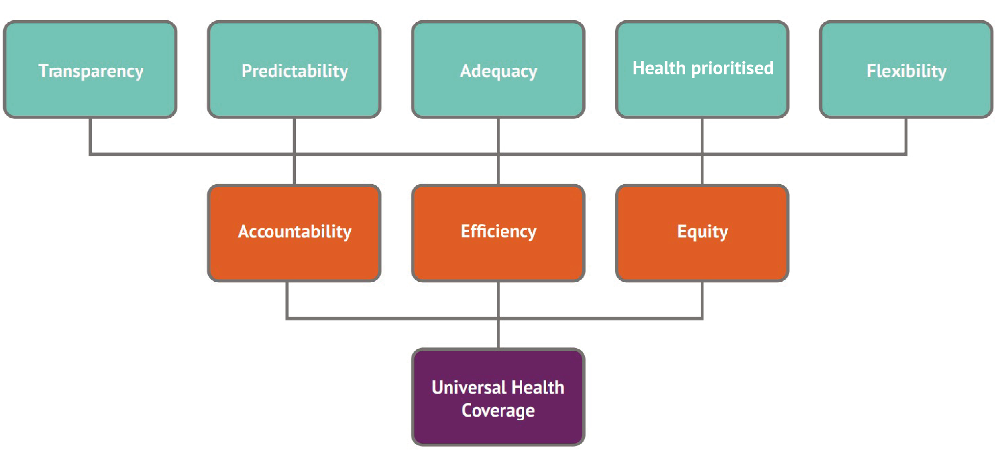 Transparency
Predictability
Adequacy
Health prioritised
Flexibility
Accountability
Efficiency
Equity
Universal Health
Coverage